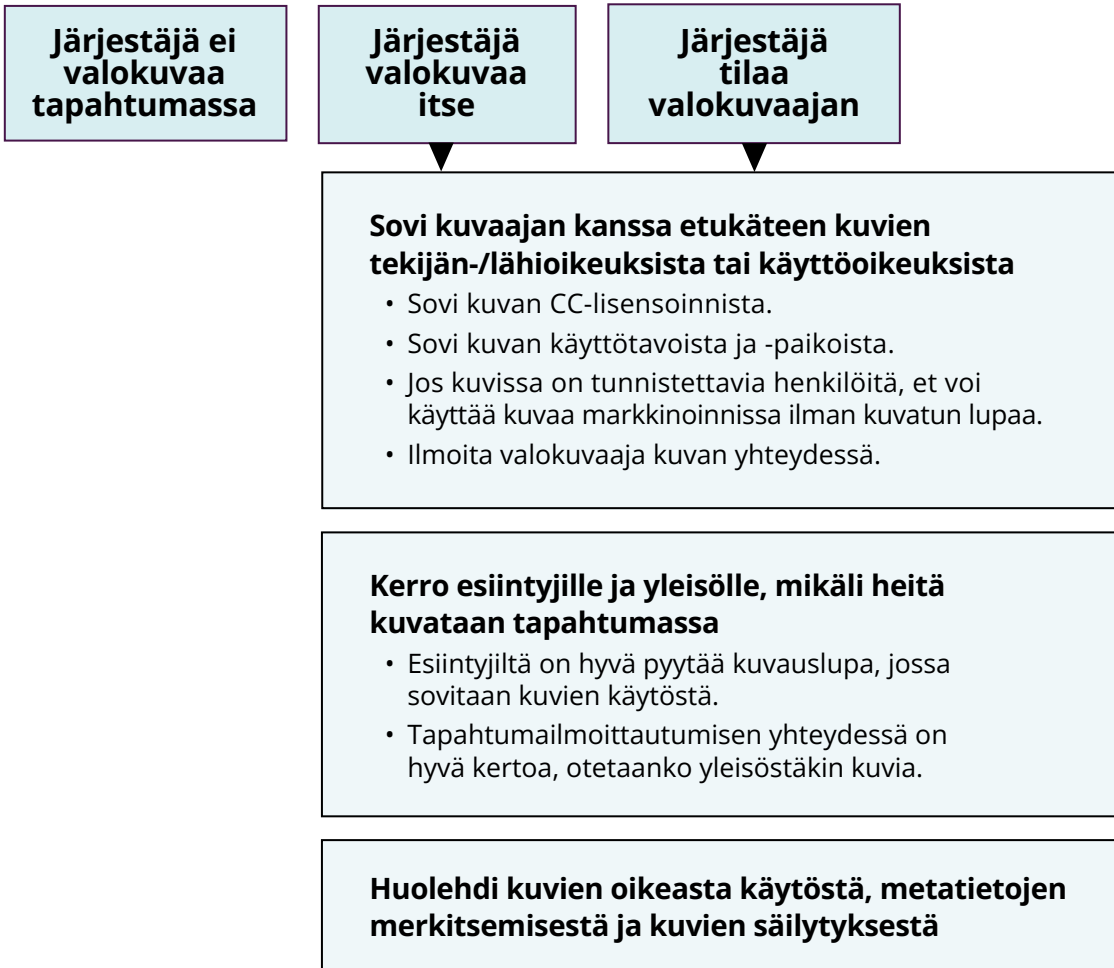 Järjestäjä ei
valokuvaa
tapahtumassa
Järjestäjä
valokuvaa
itse
Järjestäjä
tilaa
valokuvaajan
Sovi kuvaajan kanssa etukäteen kuvien
tekijän-/lähioikeuksista tai käyttöoikeuksista
• Sovi kuvan CC-lisensoinnista.
• Sovi kuvan käyttötavoista ja -paikoista.
• Jos kuvissa on tunnistettavia henkilöitä, et voi
käyttää kuvaa markkinoinnissa ilman kuvatun lupaa.
• Ilmoita valokuvaaja kuvan yhteydessä.
Kerro esiintyjille ja yleisölle, mikäli heitä
kuvataan tapahtumassa
• Esiintyjiltä on hyvä pyytää kuvauslupa, jossa
sovitaan kuvien käytöstä.
• Tapahtumailmoittautumisen yhteydessä on
hyvä kertoa, otetaanko yleisöstäkin kuvia.
Huolehdi kuvien oikeasta käytöstä, metatietojen
merkitsemisestä ja kuvien säilytyksestä